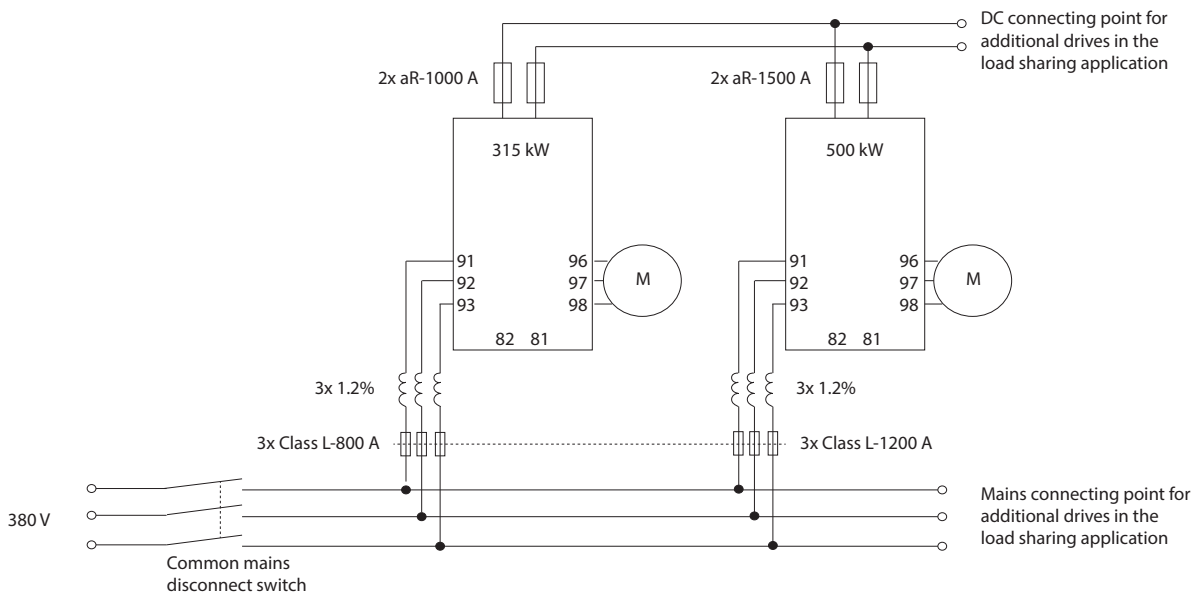 DC connecting point for
additional drives in the
load sharing application
2x aR-1000 A
2x aR-1500 A
315 kW
500 kW
91
92
93
96
97
98
M
82 81
91
92
93
96
97
98
M
82 81
3x 1.2%
3x 1.2%
3x Class L-800 A
3x Class L-1200 A
380 V
Mains connecting point for
additional drives in the
load sharing application
Common mains
disconnect switch